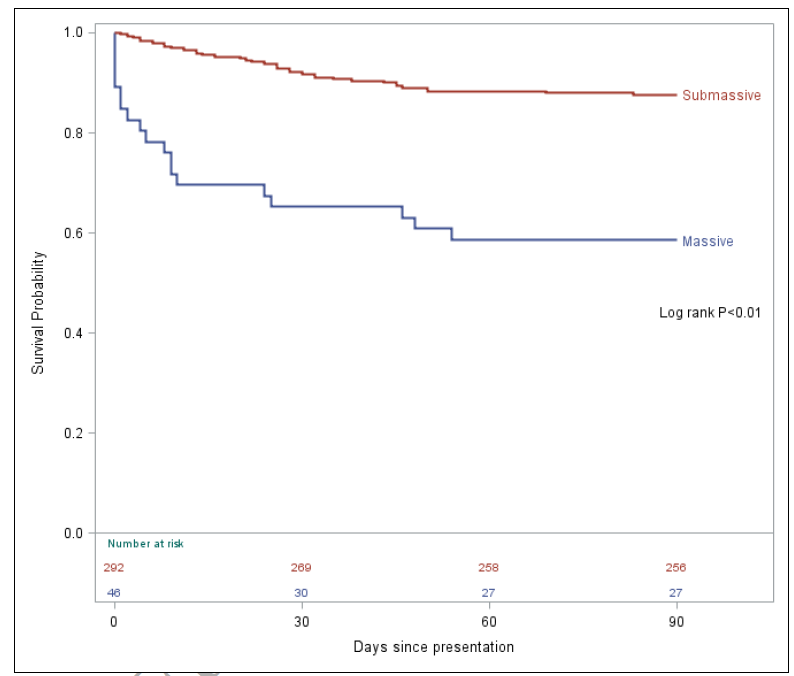 1.0
Submassive
0.8
0.6
Massive
Log rank P<0.01
Survival Probability
0.4
0.2
0.0
Number at risk
292 269 258 256
46 30 27 27
0 30 60 90
Days since presentation